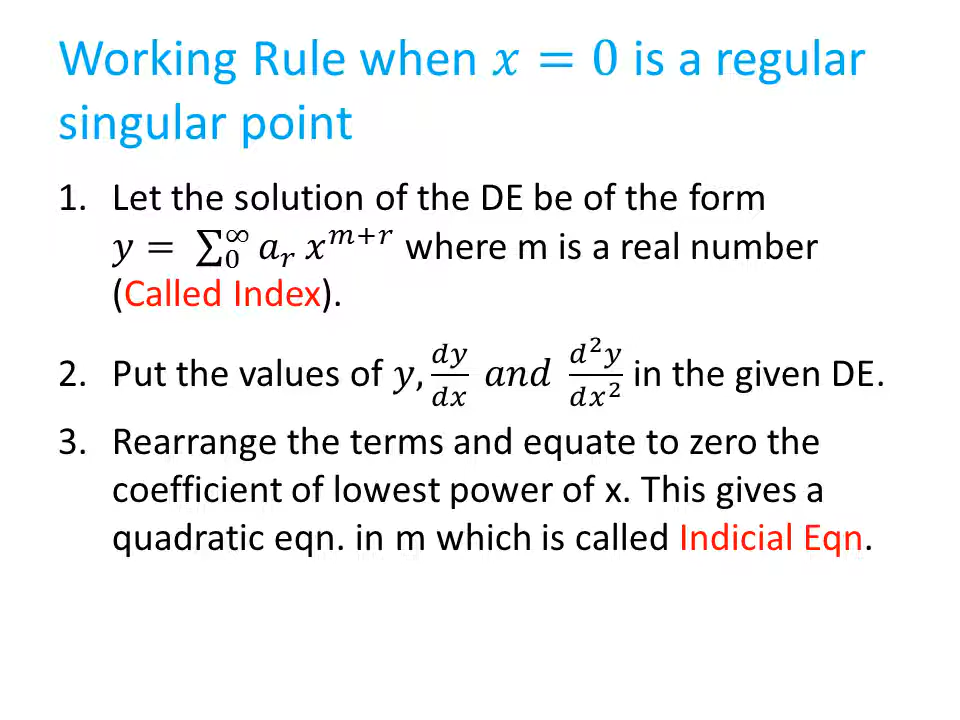 Working Rule when 𝑥 = 0 is a regular
singular point
1. Let the solution of the DE be of the form
𝑦 = ∑₀^∞ 𝑎ᵣ 𝑥^{𝑚+𝑟} where m is a real number
(Called Index).
2. Put the values of 𝑦, 𝑑𝑦/𝑑𝑥 𝑎𝑛𝑑 𝑑²𝑦/𝑑𝑥² in the given DE.
3. Rearrange the terms and equate to zero the
coefficient of lowest power of x. This gives a
quadratic eqn. in m which is called Indicial Eqn.